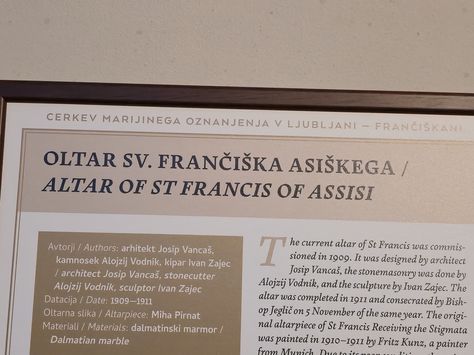 CERKEV MARIJINEGA OZNANJENJA V LJUBLJANI – FRANČIŠKANI
OLTAR SV. FRANČIŠKA ASIŠKEGA /
ALTAR OF ST FRANCIS OF ASSISI
Avtorji / Authors: arhitekt Josip Vancaš,
kamnosek Alojzij Vodnik, kipar Ivan Zajec
/ architect Josip Vancaš, stonecutter
Alojzij Vodnik, sculptor Ivan Zajec
Datacija / Date: 1909–1911
Oltarna slika / Altarpiece: Miha Pirnat
Materiali / Materials: dalmatinski marmor /
Dalmatian marble
The current altar of St Francis was commis-
sioned in 1909. It was designed by architect
Josip Vancaš, the stonemasonry was done by
Alojzij Vodnik, and the sculpture by Ivan Zajec. The
altar was completed in 1911 and consecrated by Bish-
op Jeglič on 5 November of the same year. The origi-
nal altarpiece of St Francis Receiving the Stigmata
was painted in 1910–1911 by Fritz Kunz, a painter
from Munich. Due to its